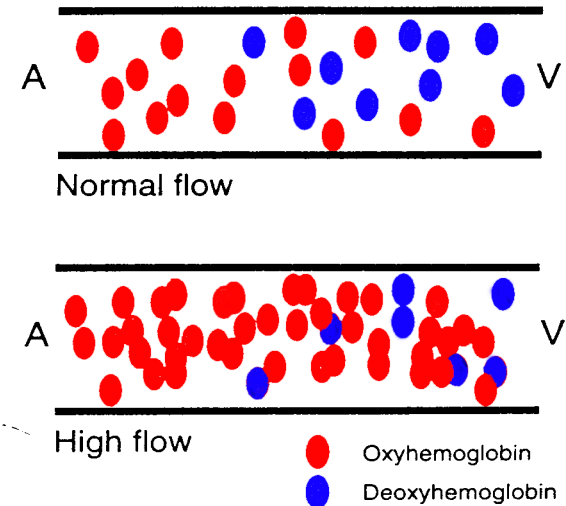 A V
Normal flow
A V
High flow
Oxyhemoglobin
Deoxyhemoglobin